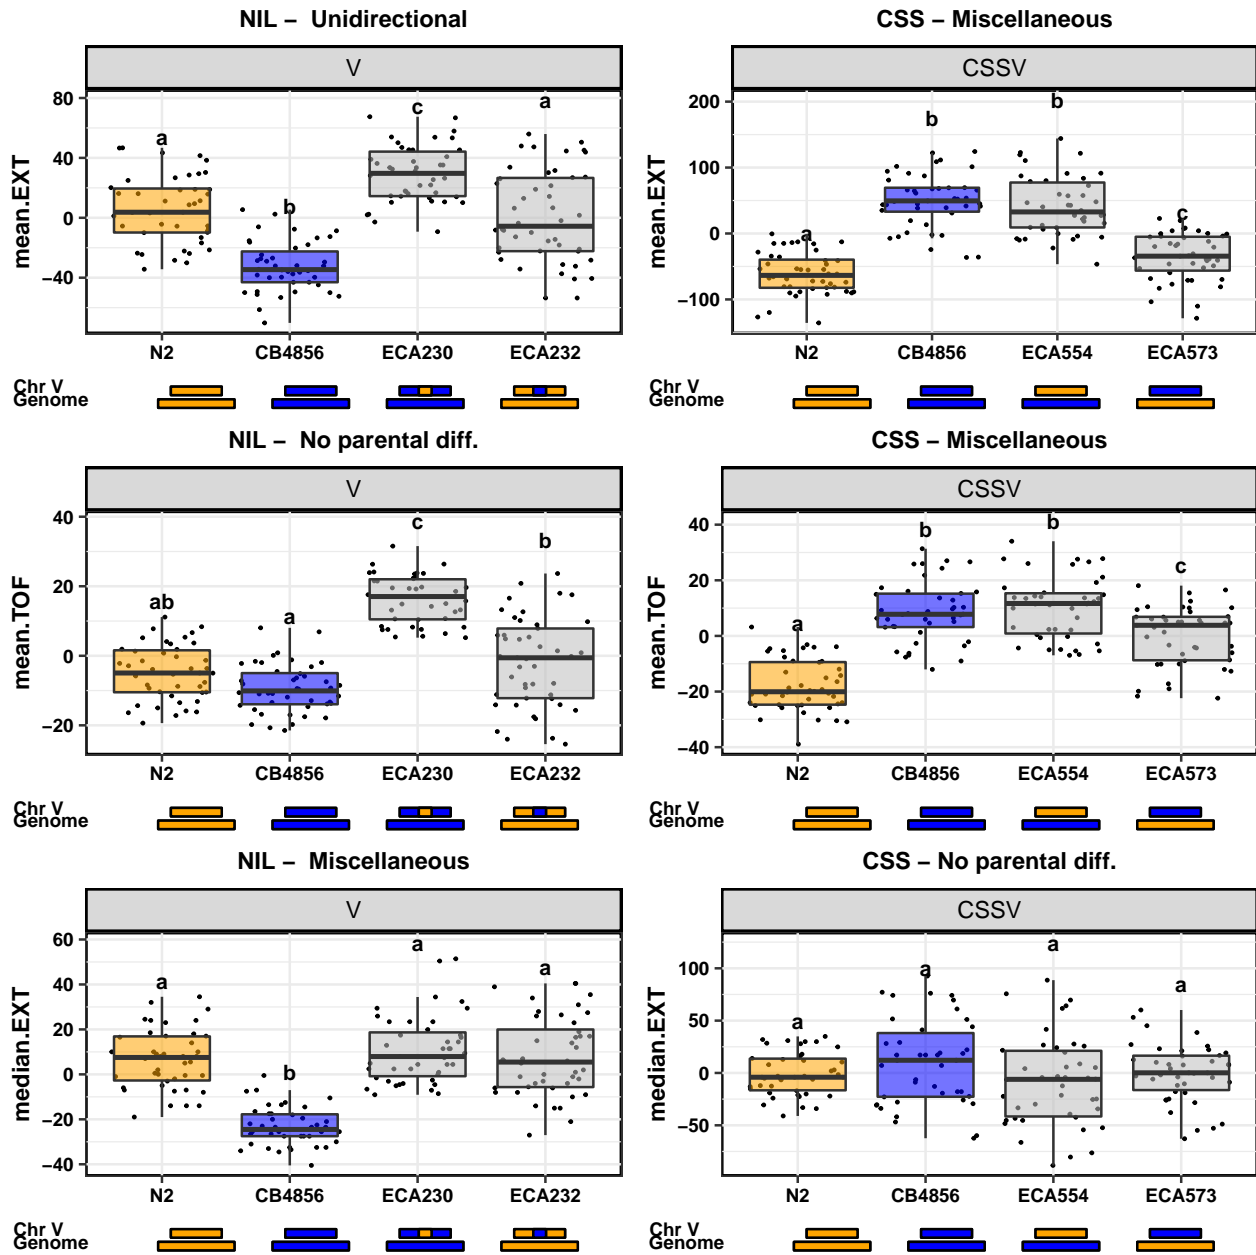 NIL – Unidirectional
V
mean.EXT
80
40
0
−40
a
b
c
a
N2 CB4856 ECA230 ECA232
Chr V
Genome
CSS – Miscellaneous
CSSV
mean.EXT
200
100
0
−100
a
b
b
c
N2 CB4856 ECA554 ECA573
Chr V
Genome
NIL – No parental diff.
V
mean.TOF
40
20
0
−20
ab
a
c
b
N2 CB4856 ECA230 ECA232
Chr V
Genome
CSS – Miscellaneous
CSSV
mean.TOF
40
20
0
−20
−40
a
b
b
c
N2 CB4856 ECA554 ECA573
Chr V
Genome
NIL – Miscellaneous
V
median.EXT
60
40
20
0
−20
−40
a
b
a
a
N2 CB4856 ECA230 ECA232
Chr V
Genome
CSS – No parental diff.
CSSV
median.EXT
100
50
0
−50
a
a
a
a
N2 CB4856 ECA554 ECA573
Chr V
Genome